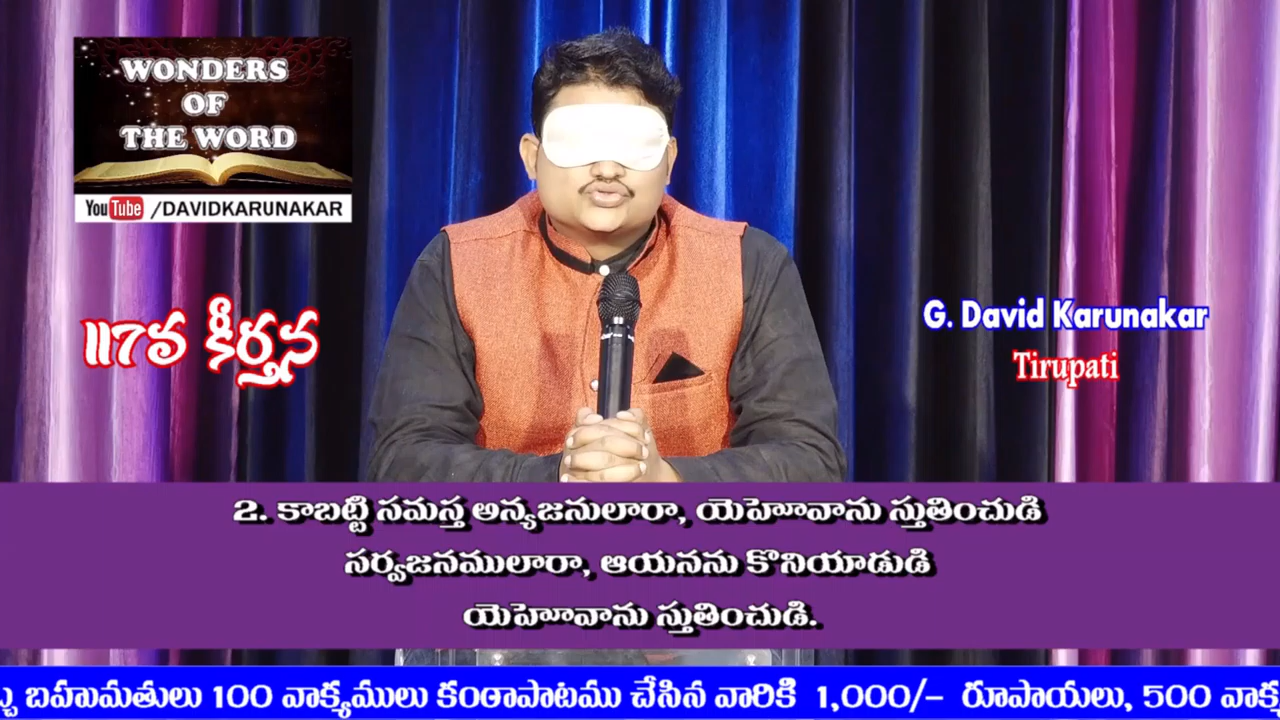 WONDERS
OF
THE WORD
YouTube /DAVIDKARUNAKAR
117వ కీర్తన
G. David Karunakar
Tirupati
2. కాబట్టి సమస్త అన్యజనులారా, యెహోవాను స్తుతించుడి
సర్వజనములారా, ఆయనను కొనియాడుడి
యెహోవాను స్తుతించుడి.
బహుమతులు 100 వాక్యములు కంఠాపాటము చేసిన వారికి 1,000/- రూపాయలు, 500